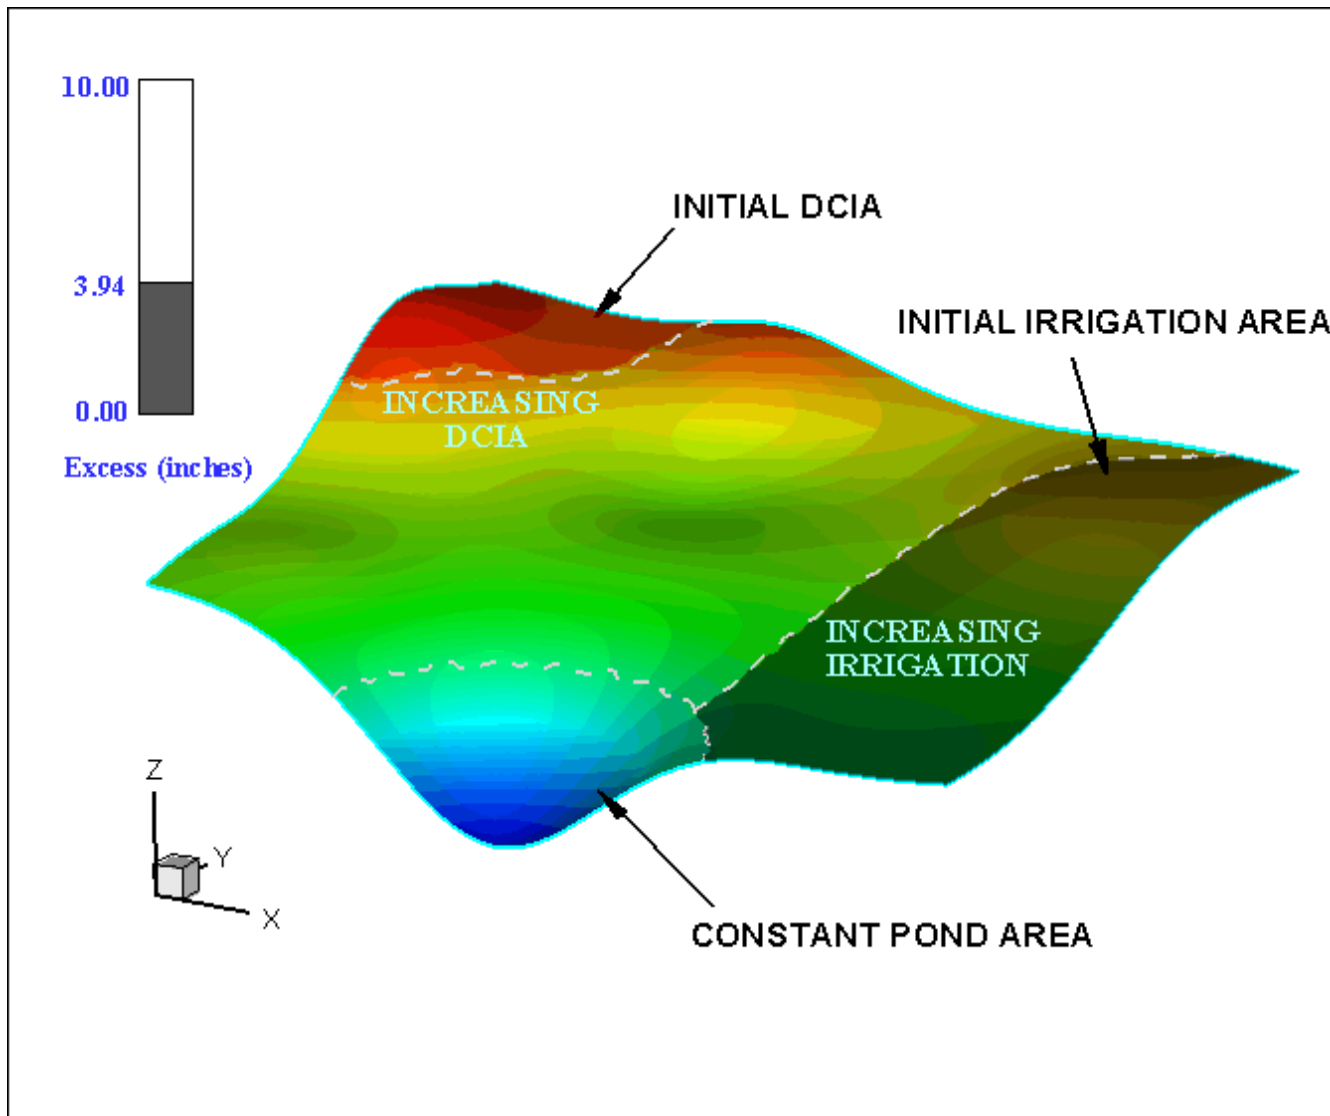 10.00
3.94
0.00
Excess (inches)
INITIAL DCIA
INITIAL IRRIGATION AREA
INCREASING
DCIA
INCREASING
IRRIGATION
Z
Y
X
CONSTANT POND AREA